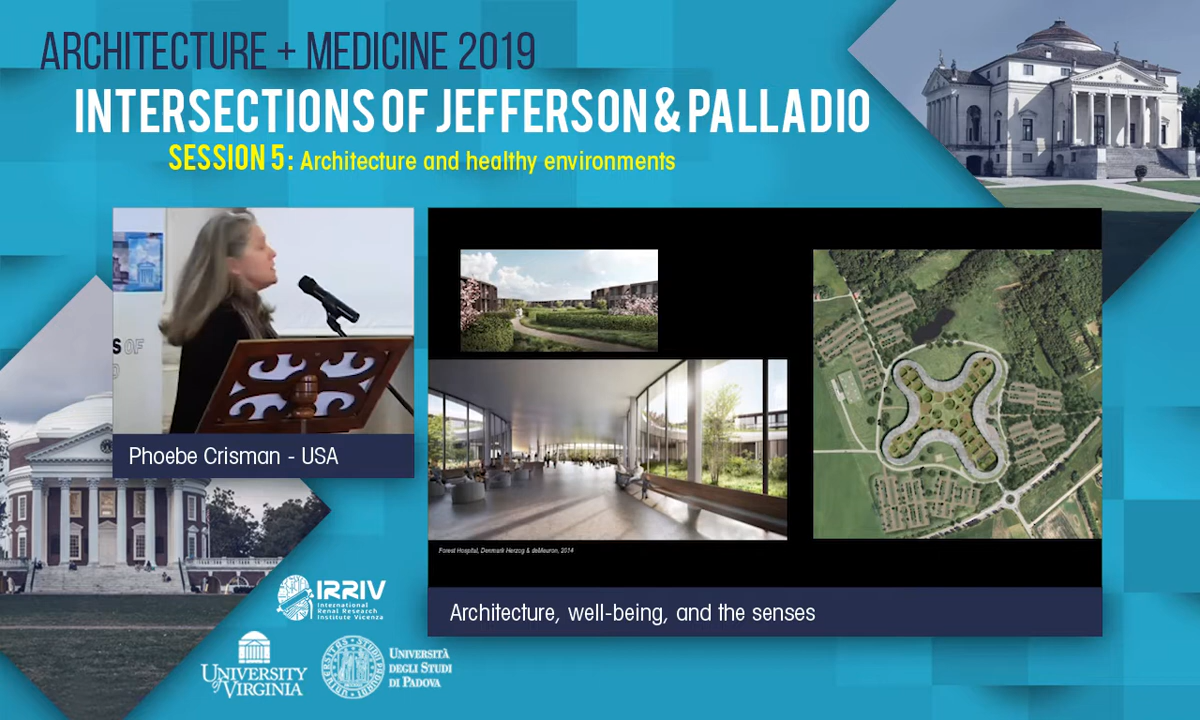 ARCHITECTURE + MEDICINE 2019
INTERSECTIONS OF JEFFERSON & PALLADIO
SESSION 5: Architecture and healthy environments
S OF
Phoebe Crisman - USA
Forest Hospital, Denmark Herzog & deMeuron, 2014
Architecture, well-being, and the senses
IRRIV
International
Renal Research
Institute Vicenza
UNIVERSITY
OF VIRGINIA
UNIVERSITÀ
DEGLI STUDI
DI PADOVA